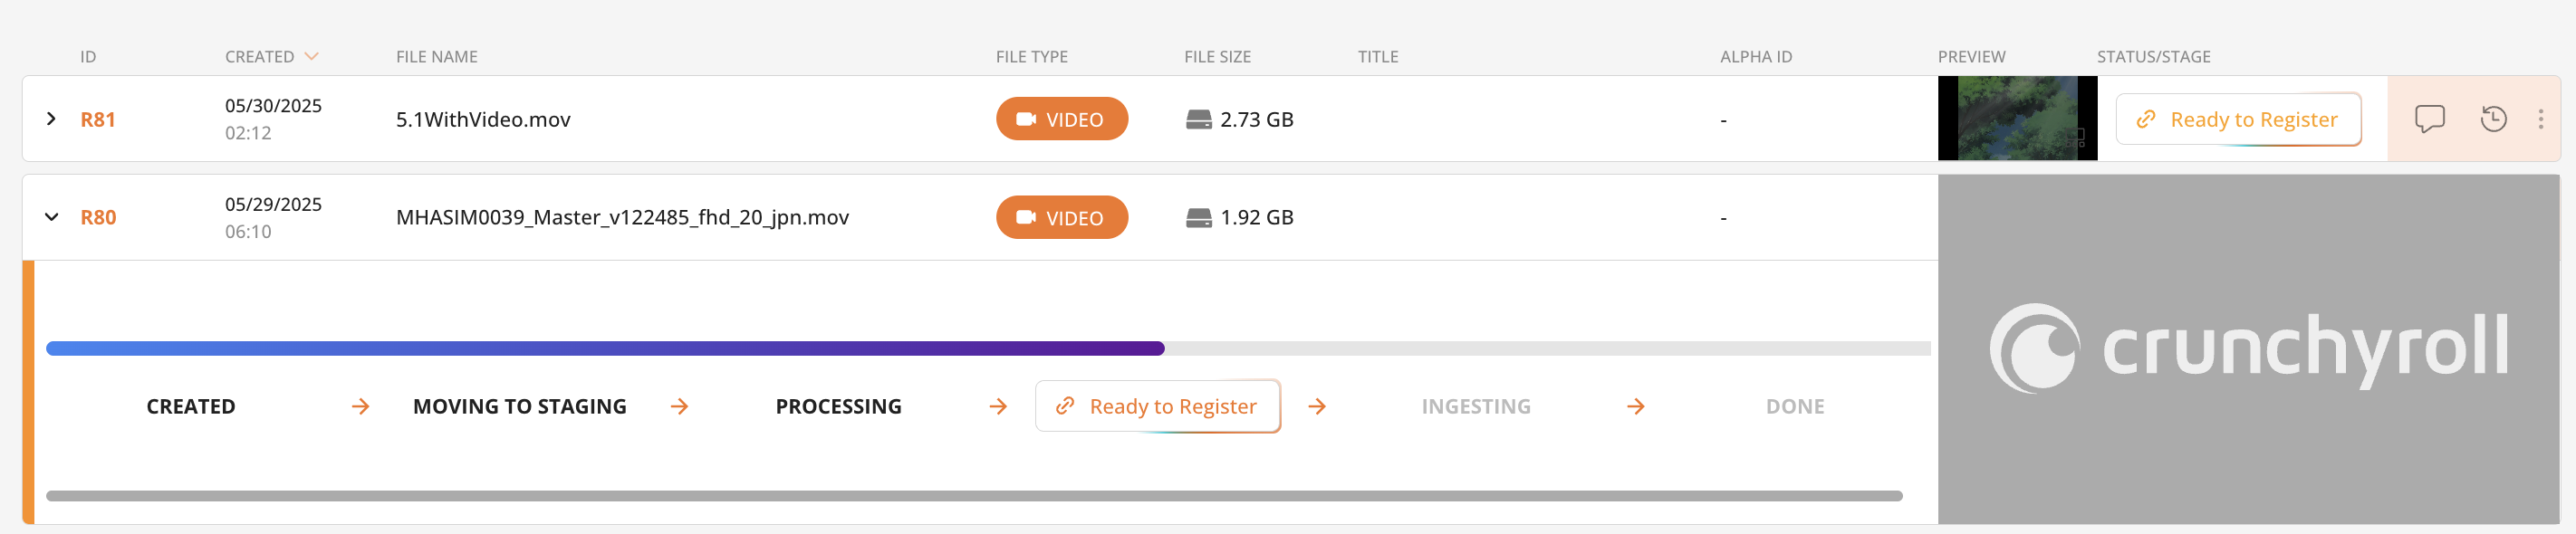 ID CREATED FILE NAME FILE TYPE FILE SIZE TITLE ALPHA ID PREVIEW STATUS/STAGE
R81 05/30/2025 5.1WithVideo.mov VIDEO 2.73 GB - Ready to Register
02:12
R80 05/29/2025 MHASIM0039_Master_v122485_fhd_20_jpn.mov VIDEO 1.92 GB -
06:10
crunchyroll
CREATED MOVING TO STAGING PROCESSING Ready to Register INGESTING DONE